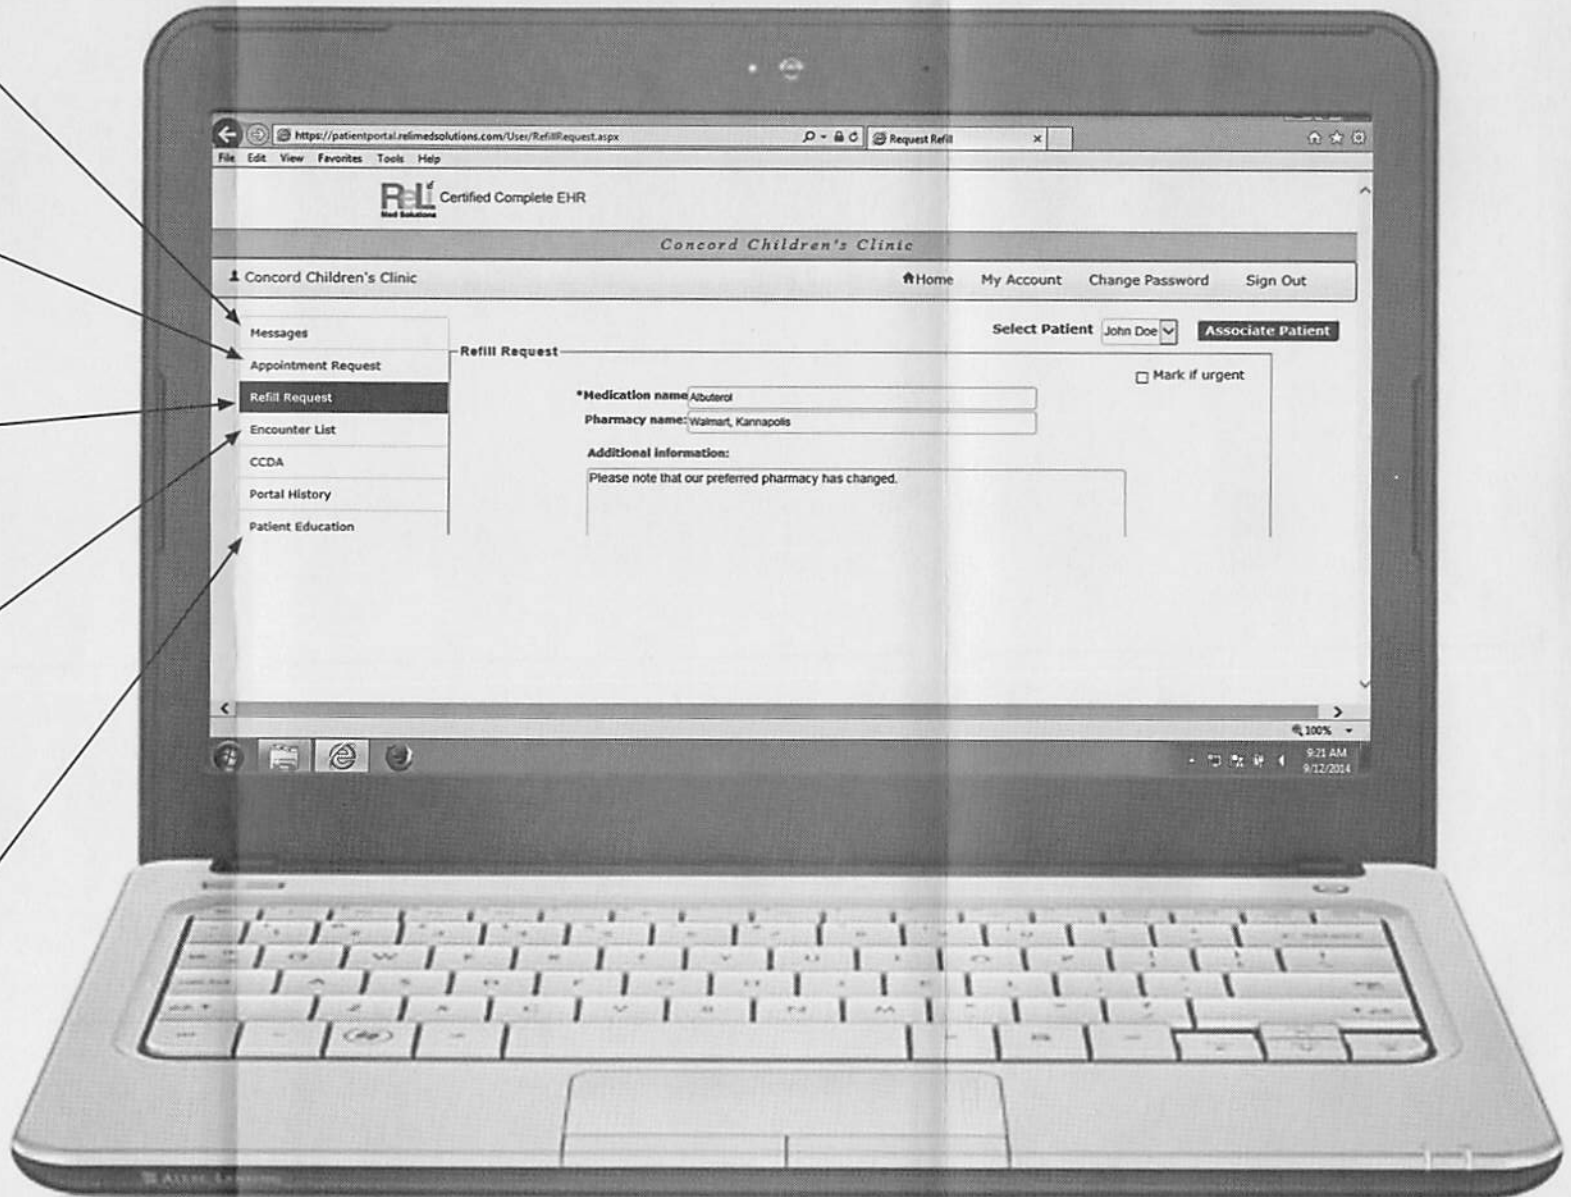 https://patientportal.relimedsolutions.com/User/RefillRequest.aspx
Request Refill
File Edit View Favorites Tools Help
ReLi Certified Complete EHR
Med Solutions
Concord Children's Clinic
Concord Children's Clinic Home My Account Change Password Sign Out
Select Patient John Doe Associate Patient
Messages
Appointment Request
Refill Request
Encounter List
CCDA
Portal History
Patient Education
Refill Request
Mark if urgent
*Medication name Albuterol
Pharmacy name: Walmart, Kannapolis
Additional information:
Please note that our preferred pharmacy has changed.
100%
9:21 AM
9/12/2014